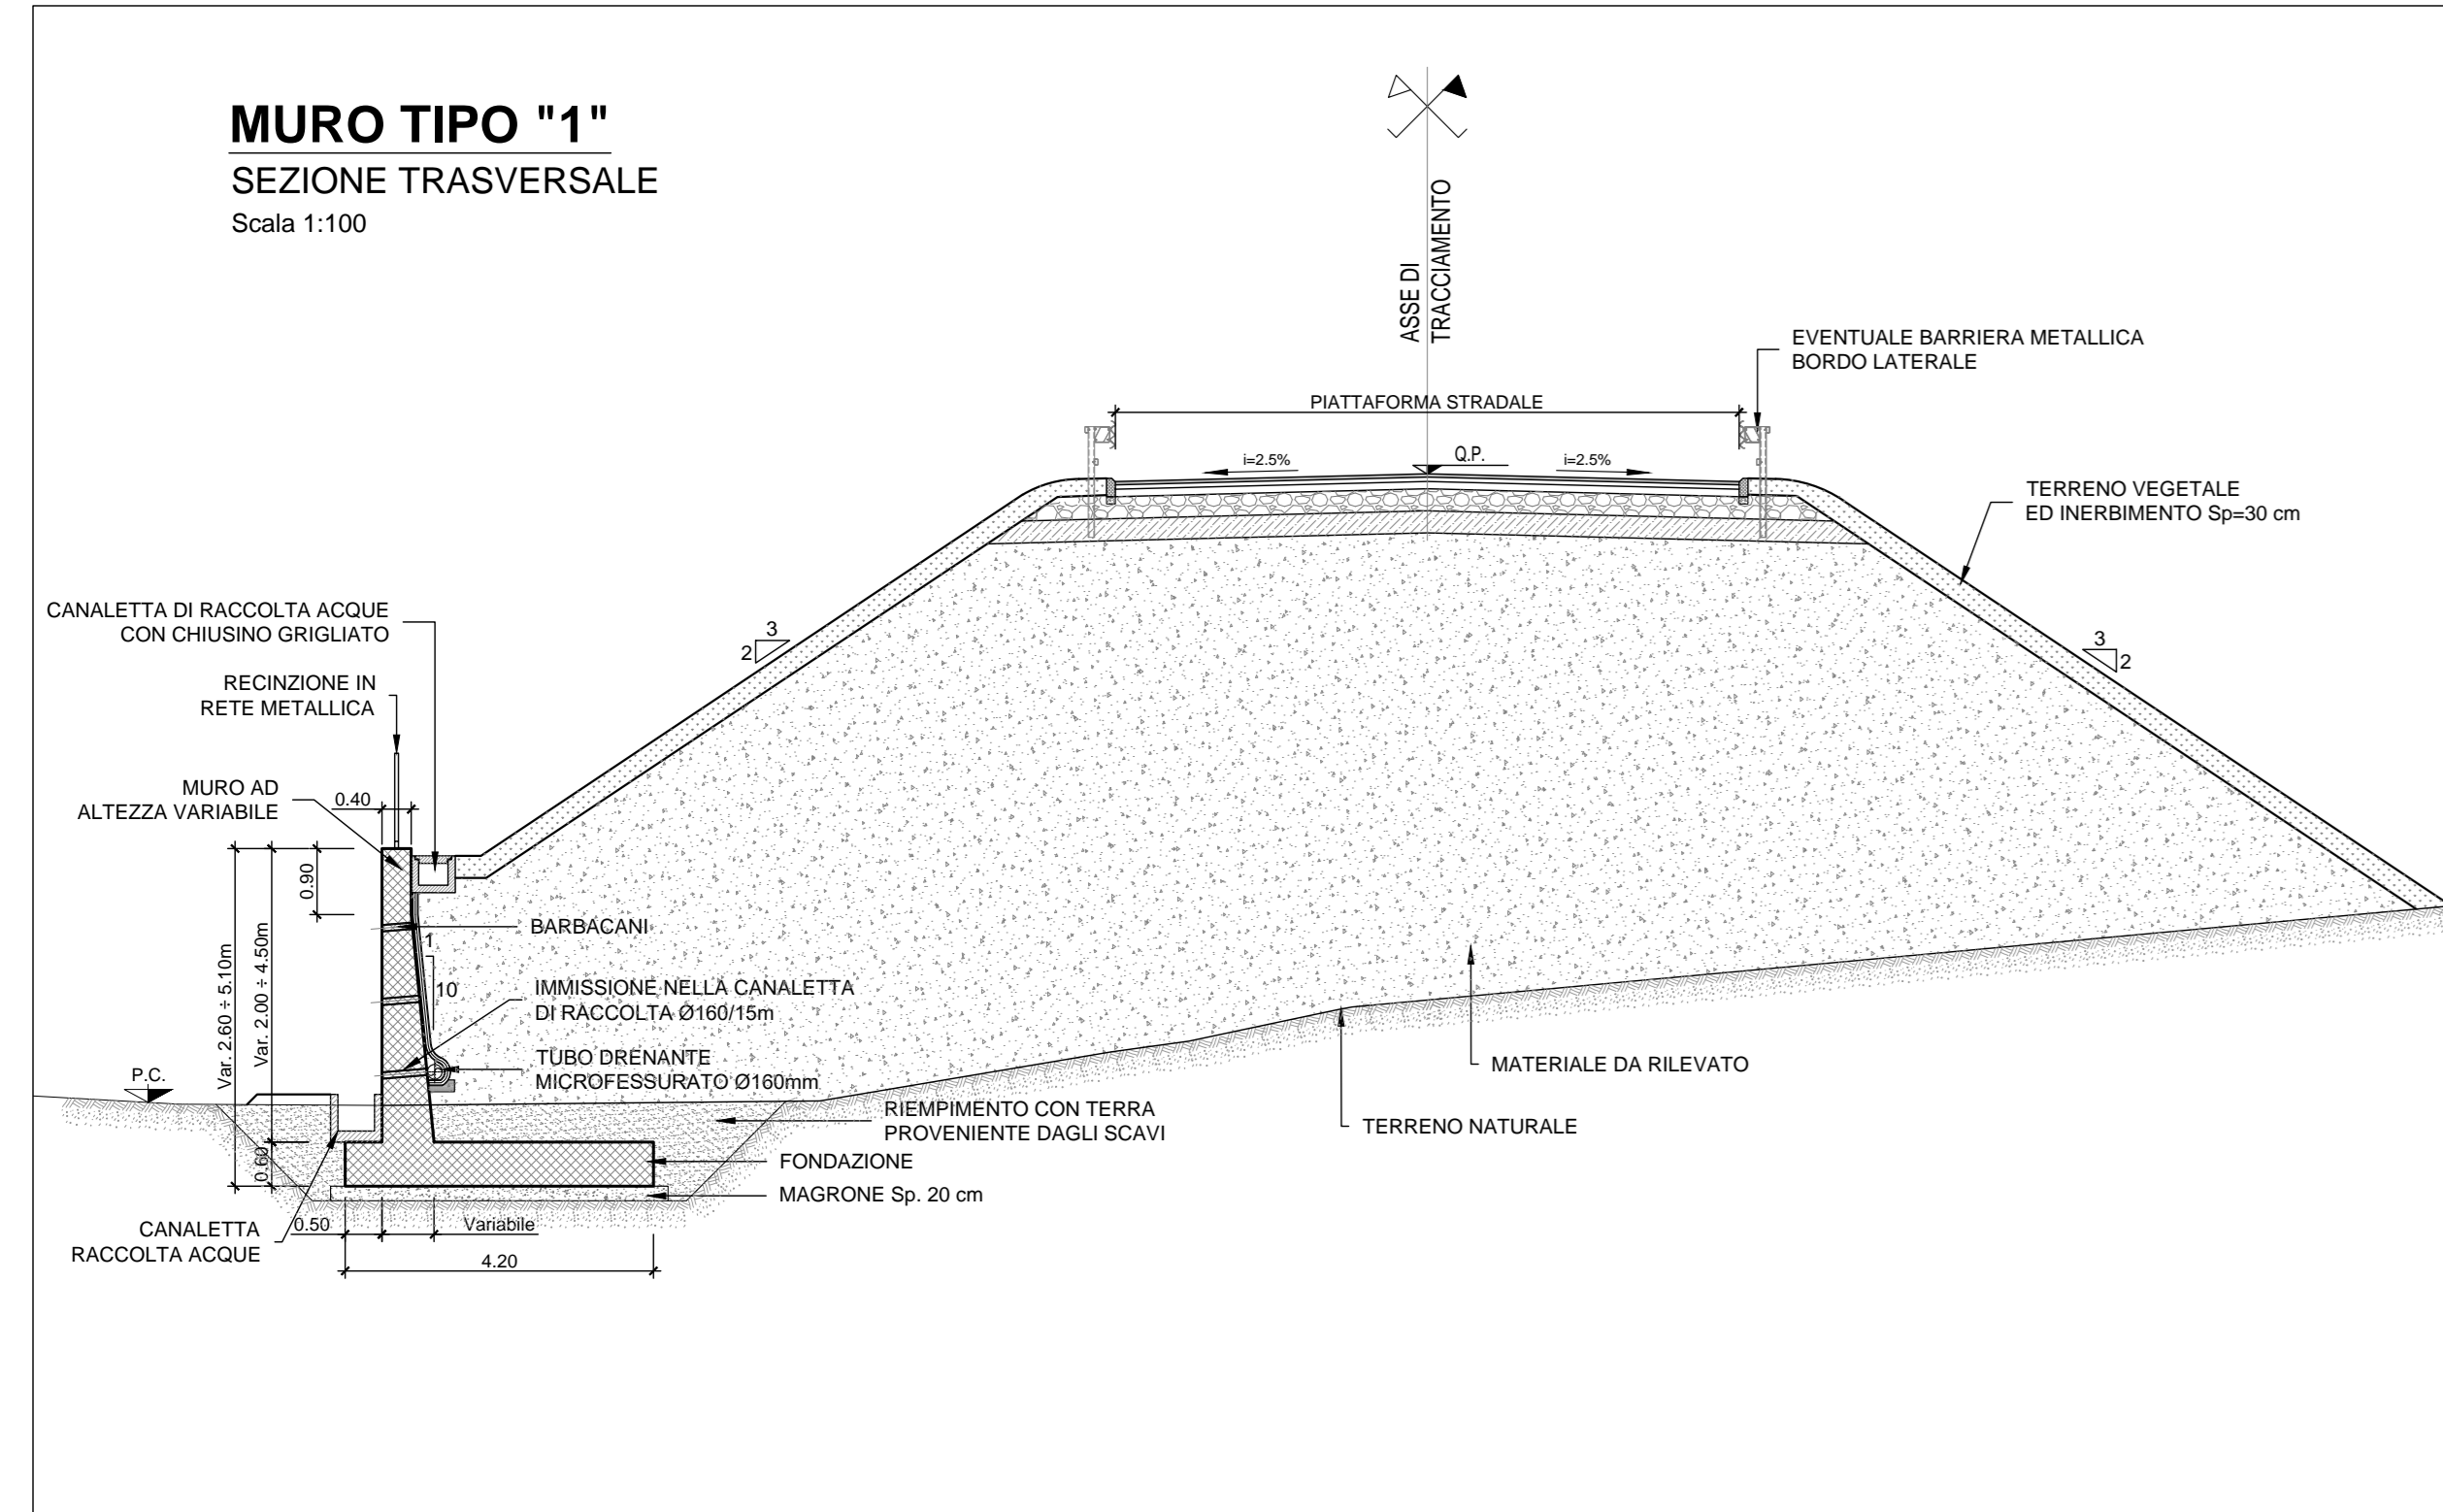 MURO TIPO "1"
SEZIONE TRASVERSALE
Scala 1:100
ASSE DI
TRACCIAMENTO
EVENTUALE BARRIERA METALLICA
BORDO LATERALE
PIATTAFORMA STRADALE
i=2.5%
Q.P.
i=2.5%
TERRENO VEGETALE
ED INERBIMENTO Sp=30 cm
CANALETTA DI RACCOLTA ACQUE
CON CHIUSINO GRIGLIATO
3
2
3
2
RECINZIONE IN
RETE METALLICA
MURO AD
ALTEZZA VARIABILE
0.40
0.90
Var. 2.60 ÷ 5.10m
Var. 2.00 ÷ 4.50m
BARBACANI
1
10
IMMISSIONE NELLA CANALETTA
DI RACCOLTA Ø160/15m
TUBO DRENANTE
MICROFESSURATO Ø160mm
P.C.
MATERIALE DA RILEVATO
RIEMPIMENTO CON TERRA
PROVENIENTE DAGLI SCAVI
TERRENO NATURALE
0.60
FONDAZIONE
MAGRONE Sp. 20 cm
CANALETTA
RACCOLTA ACQUE
0.50
Variabile
4.20